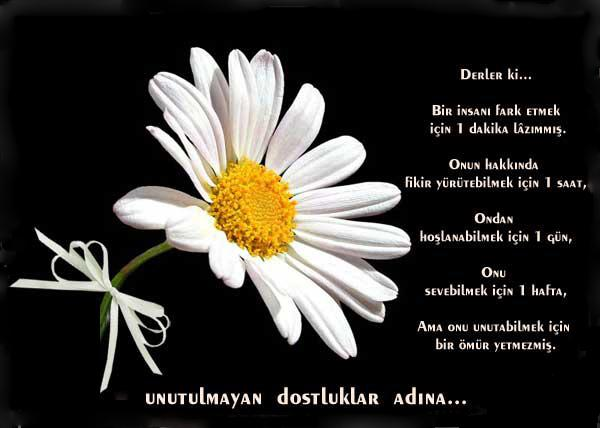 Derler ki...
Bir insanı fark etmek
için 1 dakika lâzımmış.
Onun hakkında
fikir yürütebilmek için 1 saat,
Ondan
hoşlanabilmek için 1 gün,
Onu
sevebilmek için 1 hafta,
Ama onu unutabilmek için
bir ömür yetmezmiş.
unutulmayan dostluklar adına...